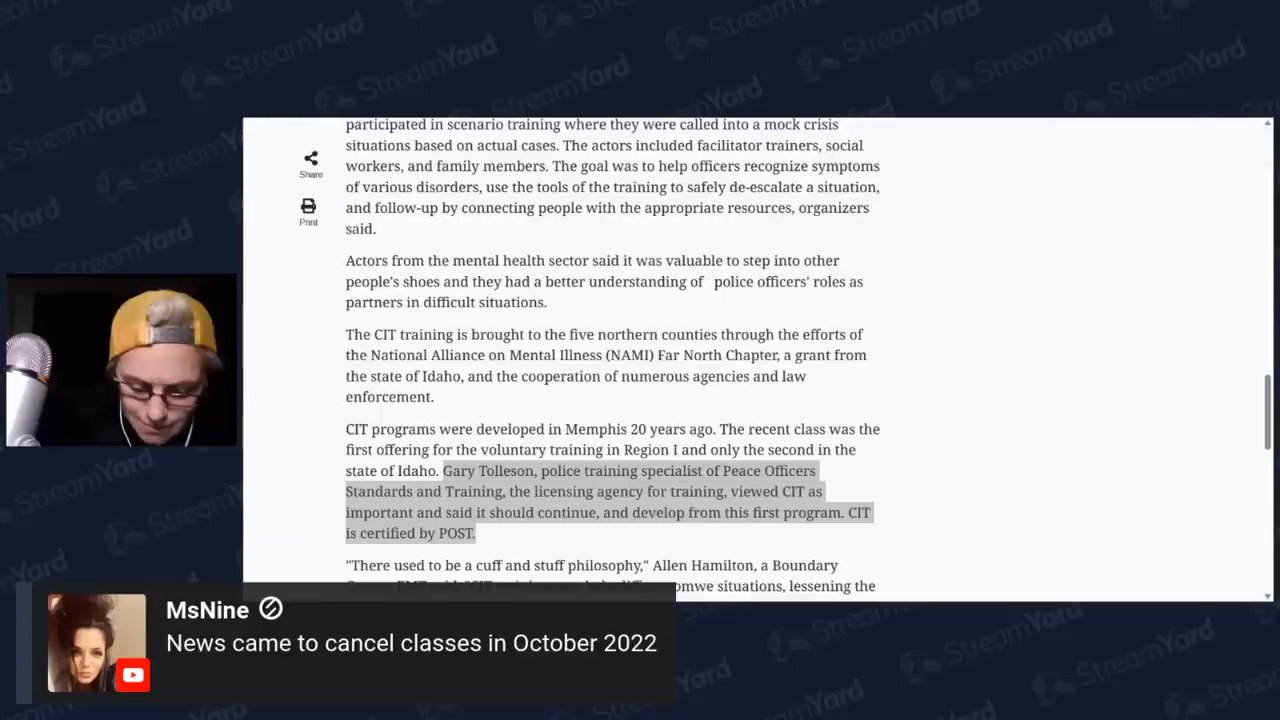 participated in scenario training where they were called into a mock crisis
situations based on actual cases. The actors included facilitator trainers, social
workers, and family members. The goal was to help officers recognize symptoms
of various disorders, use the tools of the training to safely de-escalate a situation,
and follow-up by connecting people with the appropriate resources, organizers
said.
Share
Print
Actors from the mental health sector said it was valuable to step into other
people's shoes and they had a better understanding of police officers' roles as
partners in difficult situations.
The CIT training is brought to the five northern counties through the efforts of
the National Alliance on Mental Illness (NAMI) Far North Chapter, a grant from
the state of Idaho, and the cooperation of numerous agencies and law
enforcement.
CIT programs were developed in Memphis 20 years ago. The recent class was the
first offering for the voluntary training in Region I and only the second in the
state of Idaho. Gary Tolleson, police training specialist of Peace Officers
Standards and Training, the licensing agency for training, viewed CIT as
important and said it should continue, and develop from this first program. CIT
is certified by POST.
"There used to be a cuff and stuff philosophy," Allen Hamilton, a Boundary
situations, lessening the
MsNine
News came to cancel classes in October 2022
StreamYard